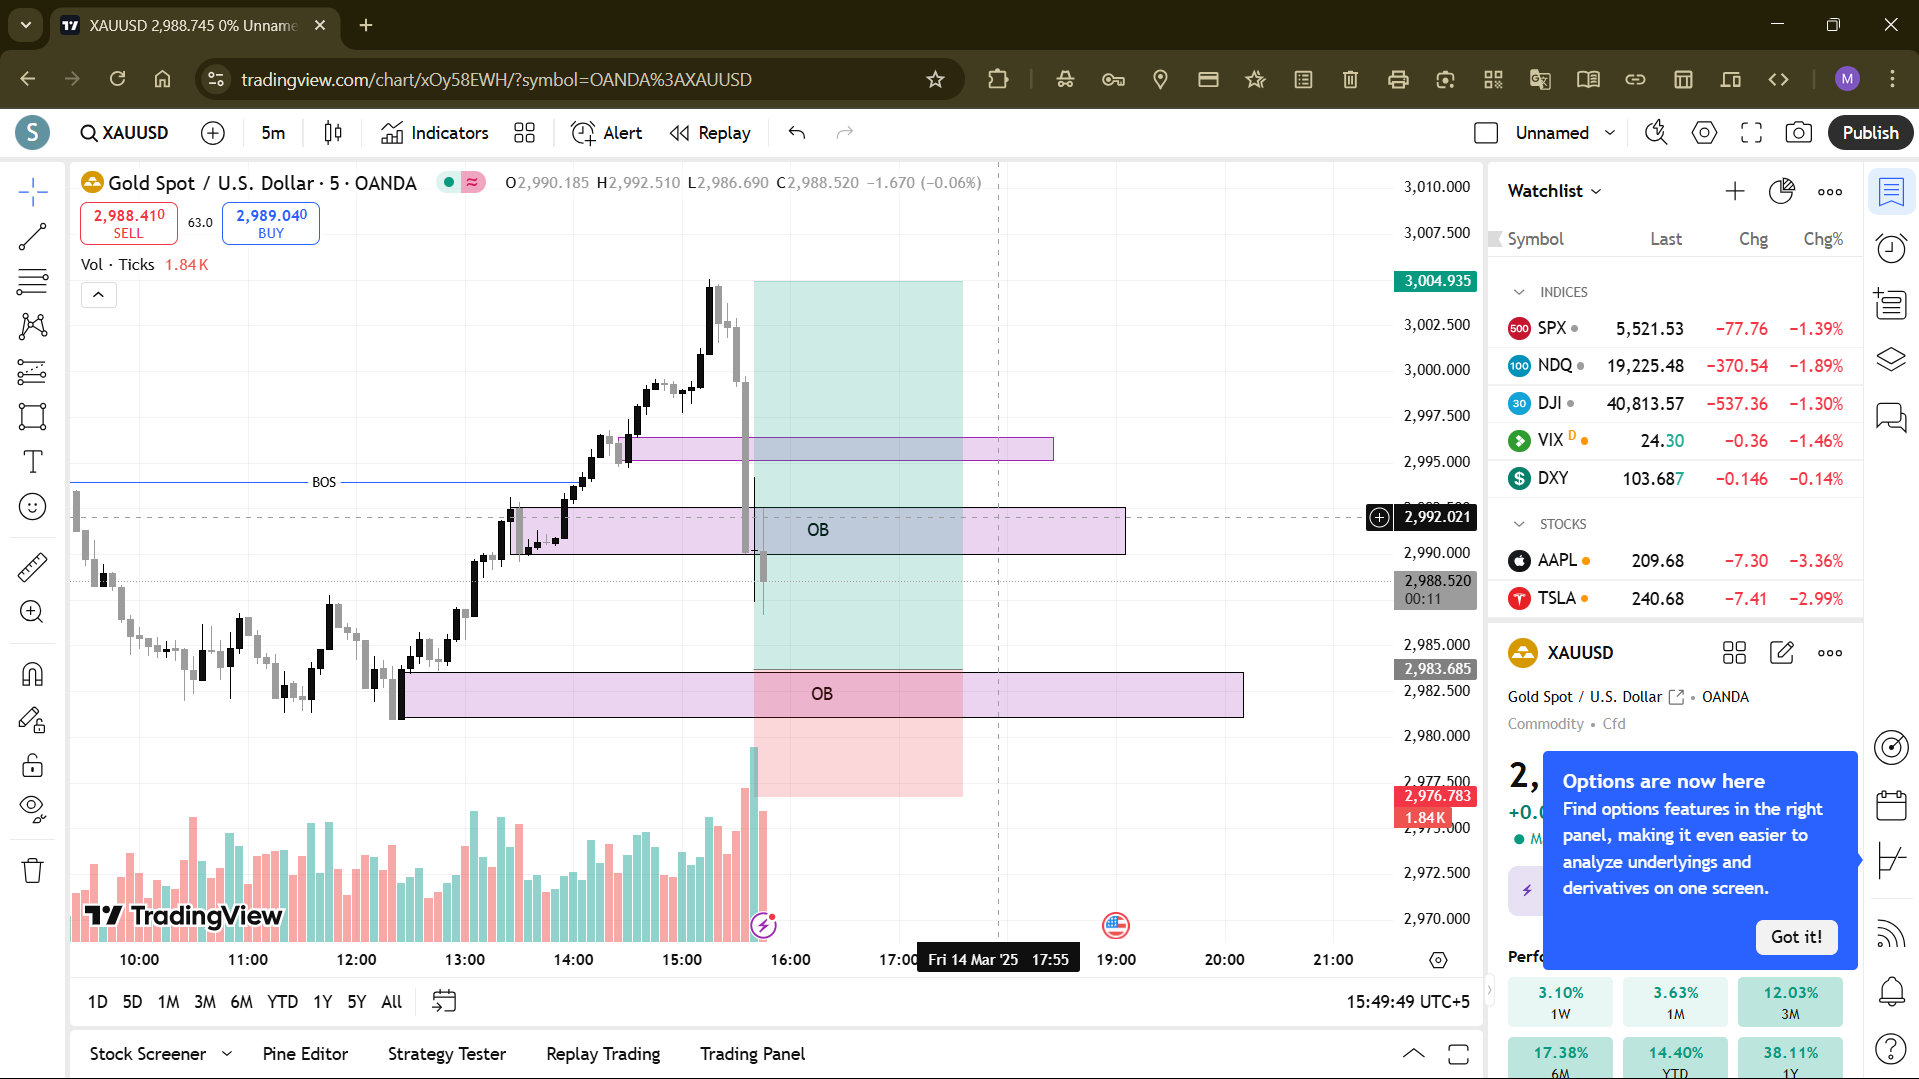 XAUUSD 2,988.745 0% Unname
tradingview.com/chart/xOy58EWH/?symbol=OANDA%3AXAUUSD
M
S
XAUUSD
5m
Indicators
Alert
Replay
Unnamed
Publish
Gold Spot / U.S. Dollar · 5 · OANDA
O2,990.185 H2,992.510 L2,986.690 C2,988.520 −1.670 (−0.06%)
2,988.410
SELL
63.0
2,989.040
BUY
Vol · Ticks 1.84 K
BOS
OB
OB
3,010.000
3,007.500
3,004.935
3,002.500
3,000.000
2,997.500
2,995.000
2,992.021
2,990.000
2,988.520
00:11
2,985.000
2,983.685
2,982.500
2,980.000
2,977.500
2,976.783
1.84 K
2,975.000
2,972.500
2,970.000
TradingView
10:00 11:00 12:00 13:00 14:00 15:00 16:00 17:00 Fri 14 Mar '25 17:55 19:00 20:00 21:00
1D 5D 1M 3M 6M YTD 1Y 5Y All
15:49:49 UTC+5
Stock Screener
Pine Editor
Strategy Tester
Replay Trading
Trading Panel
Watchlist
Symbol Last Chg Chg%
INDICES
500 SPX 5,521.53 −77.76 −1.39%
100 NDQ 19,225.48 −370.54 −1.89%
30 DJI 40,813.57 −537.36 −1.30%
VIX D 24.30 −0.36 −1.46%
$ DXY 103.687 −0.146 −0.14%
STOCKS
AAPL 209.68 −7.30 −3.36%
TSLA 240.68 −7.41 −2.99%
XAUUSD
Gold Spot / U.S. Dollar • OANDA
Commodity • Cfd
2,
+0.0
M
Options are now here
Find options features in the right
panel, making it even easier to
analyze underlyings and
derivatives on one screen.
Got it!
Perfo
3.10%
1W
3.63%
1M
12.03%
3M
17.38%
6M
14.40%
YTD
38.11%
1Y